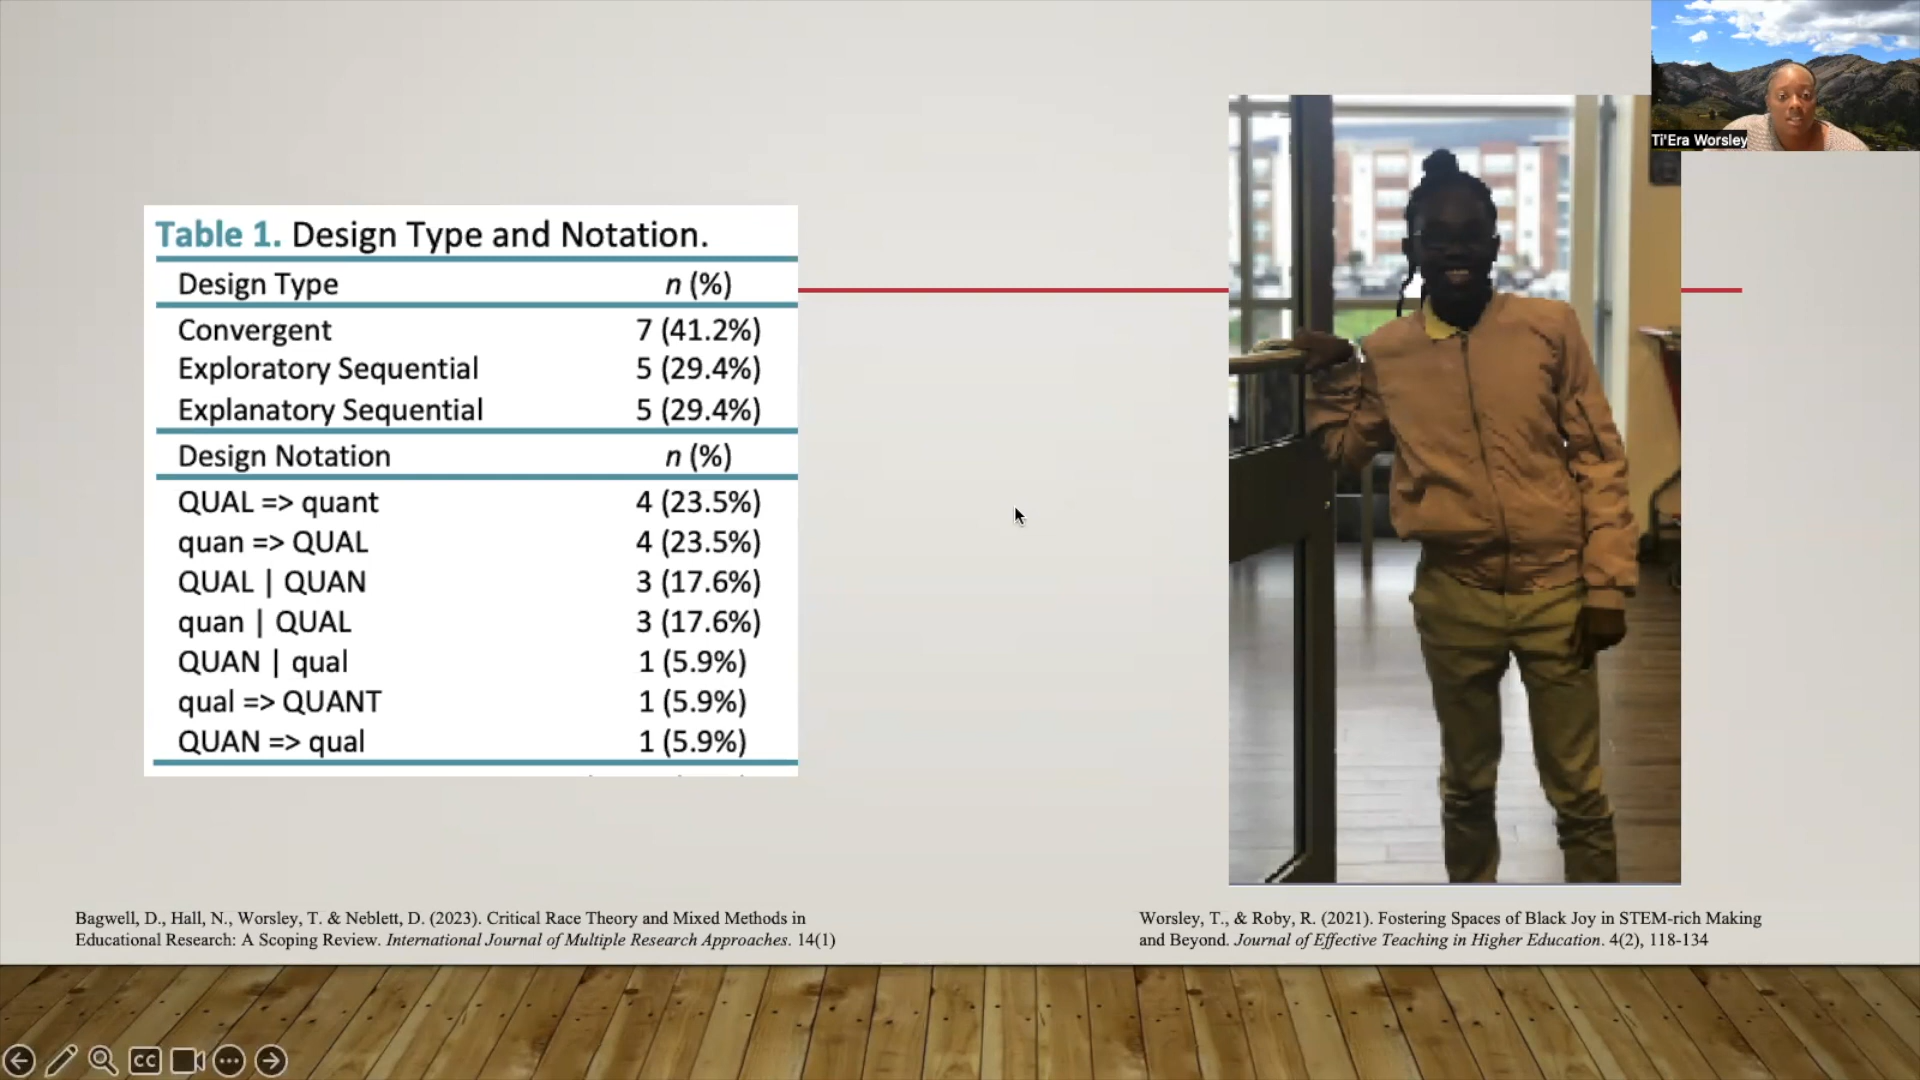 Ti'Era Worsley
Table 1. Design Type and Notation.
Design Type n (%)
Convergent 7 (41.2%)
Exploratory Sequential 5 (29.4%)
Explanatory Sequential 5 (29.4%)
Design Notation n (%)
QUAL => quant 4 (23.5%)
quan => QUAL 4 (23.5%)
QUAL | QUAN 3 (17.6%)
quan | QUAL 3 (17.6%)
QUAN | qual 1 (5.9%)
qual => QUANT 1 (5.9%)
QUAN => qual 1 (5.9%)
Bagwell, D., Hall, N., Worsley, T. & Neblett, D. (2023). Critical Race Theory and Mixed Methods in
Educational Research: A Scoping Review. International Journal of Multiple Research Approaches. 14(1)
Worsley, T., & Roby, R. (2021). Fostering Spaces of Black Joy in STEM-rich Making
and Beyond. Journal of Effective Teaching in Higher Education. 4(2), 118-134
CC